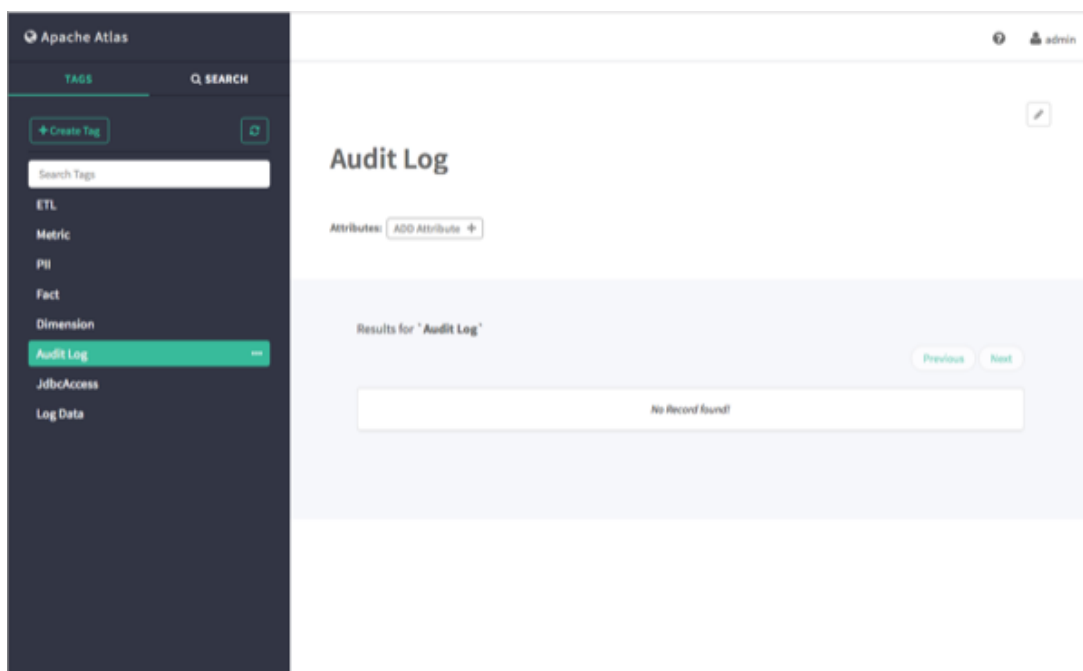 Apache Atlas
admin
TAGS
SEARCH
Create Tag
Search Tags
ETL
Metric
PII
Fact
Dimension
Audit Log
JdbcAccess
Log Data
Audit Log
Attributes: ADD Attribute +
Results for `Audit Log`
Previous Next
No Record found!